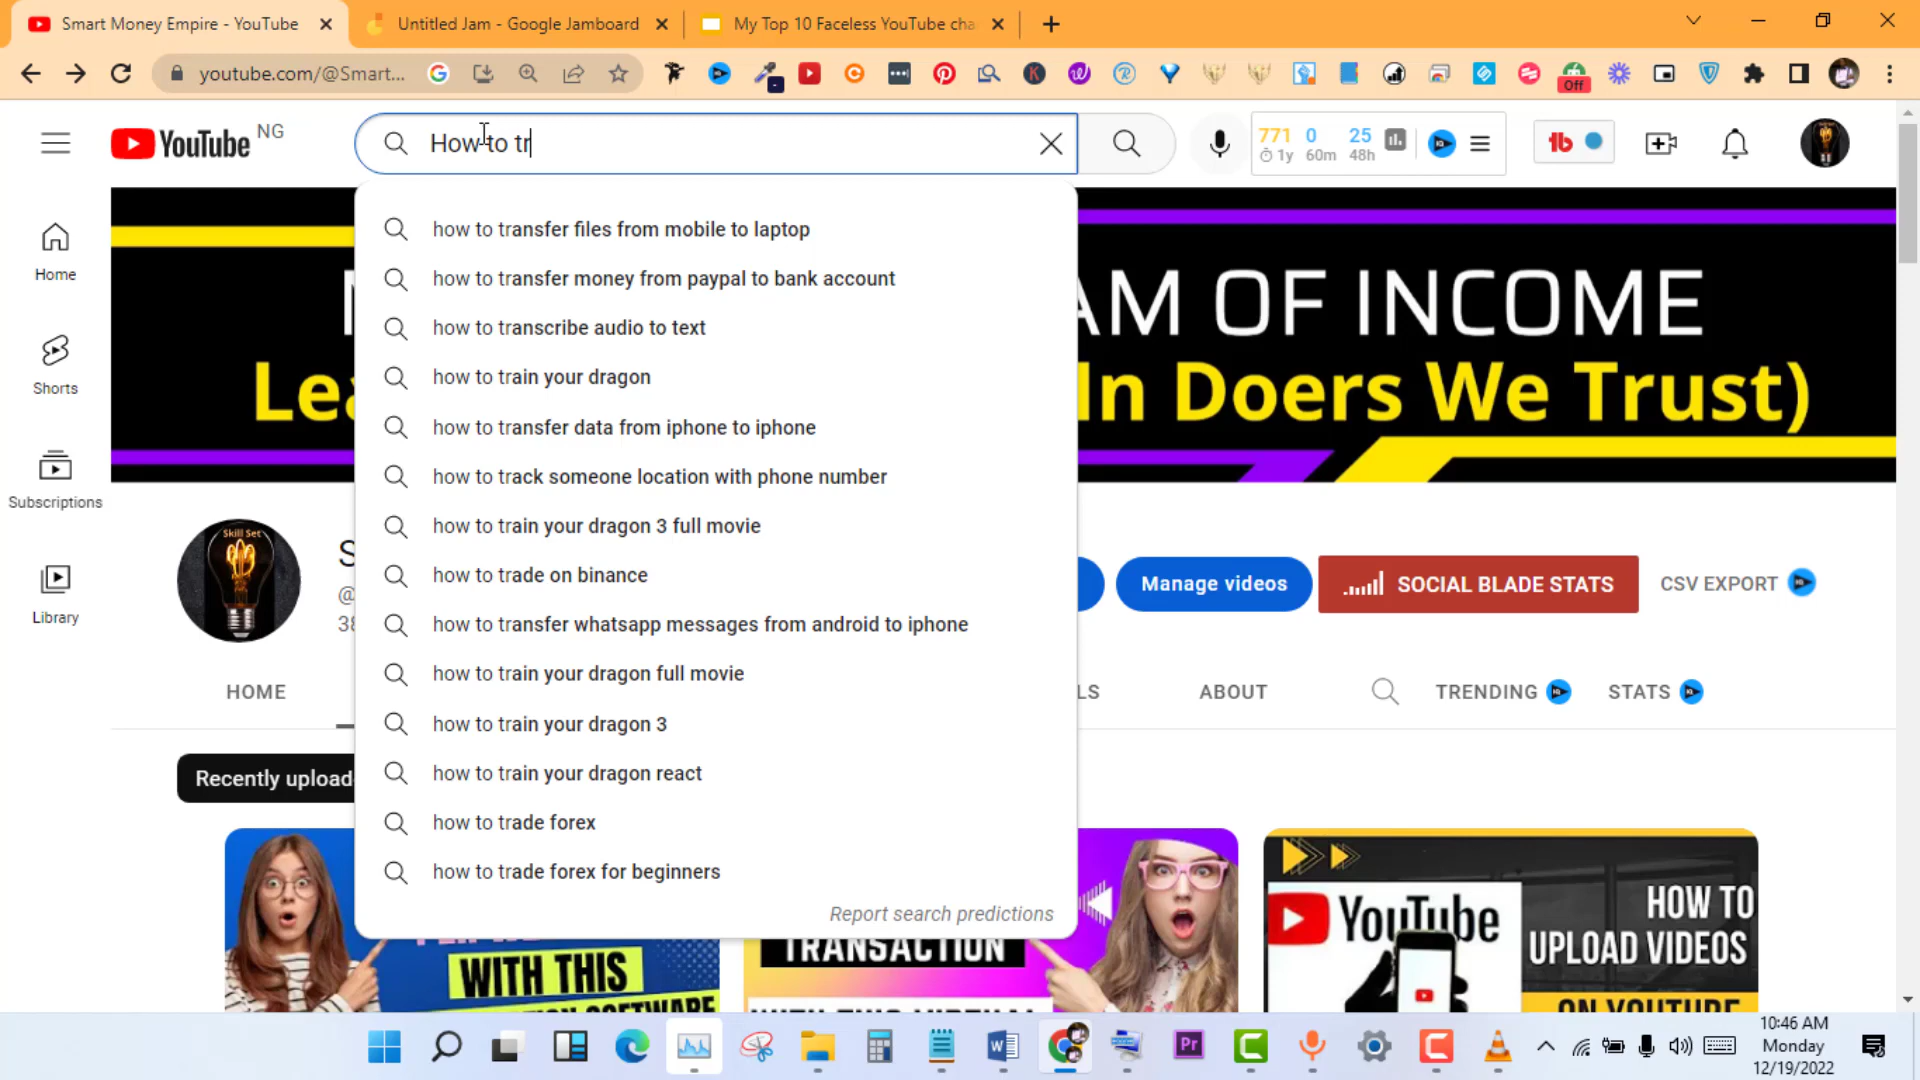 Smart Money Empire - YouTube
Untitled Jam - Google Jamboard
My Top 10 Faceless YouTube cha
youtube.com/@Smart...
Off
YouTube NG
How to tr
771 0 25
1y 60m 48h
tb
how to transfer files from mobile to laptop
how to transfer money from paypal to bank account
how to transcribe audio to text
how to train your dragon
how to transfer data from iphone to iphone
how to track someone location with phone number
how to train your dragon 3 full movie
how to trade on binance
how to transfer whatsapp messages from android to iphone
how to train your dragon full movie
how to train your dragon 3
how to train your dragon react
how to trade forex
how to trade forex for beginners
Report search predictions
Home
Shorts
Subscriptions
Library
AM OF INCOME
Lea
In Doers We Trust)
Skill Set
S
@
38
Manage videos
SOCIAL BLADE STATS
CSV EXPORT
HOME
LS
ABOUT
TRENDING
STATS
Recently upload
WITH THIS
TRANSACTION
YouTube
HOW TO
UPLOAD VIDEOS
ON YOUTUBE
10:46 AM
Monday
12/19/2022